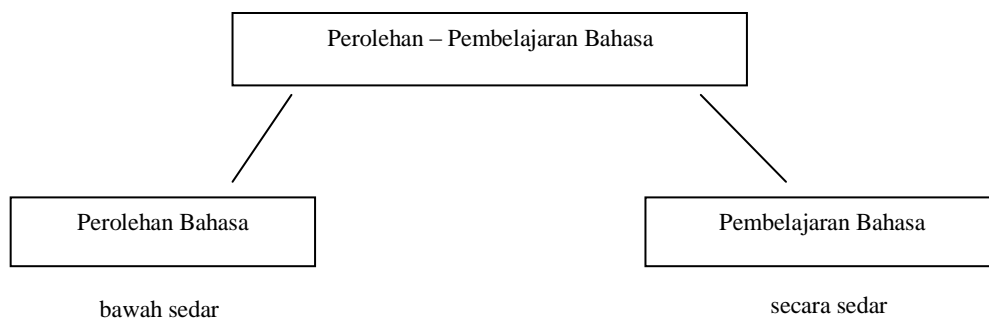 Perolehan – Pembelajaran Bahasa
Perolehan Bahasa
Pembelajaran Bahasa
bawah sedar
secara sedar